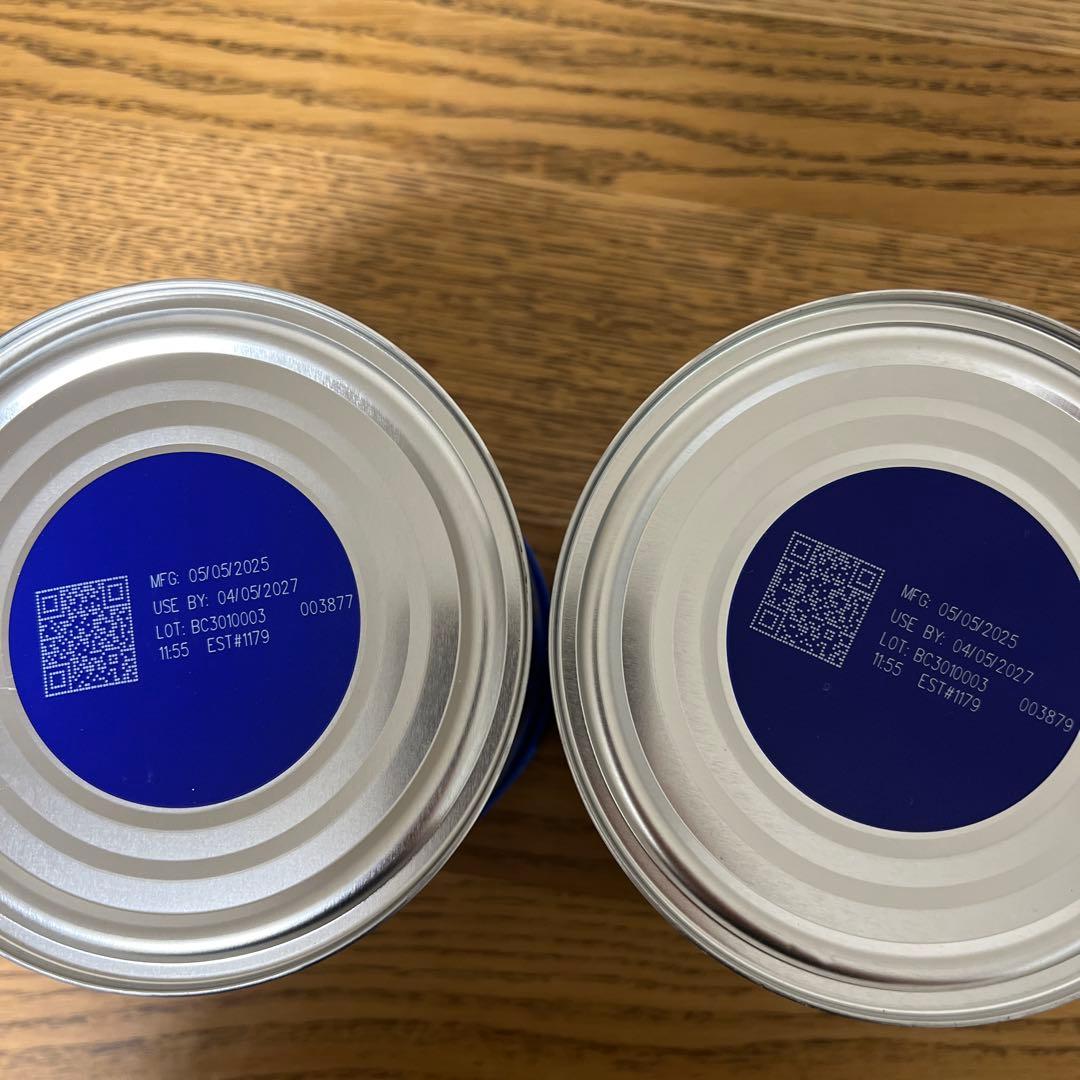 MFG: 05/05/2025
USE BY: 04/05/2027
LOT: BC3010003 003877
11:55 EST#1179
MFG: 05/05/2025
USE BY: 04/05/2027
LOT: BC3010003
11:55 EST#1179 003879